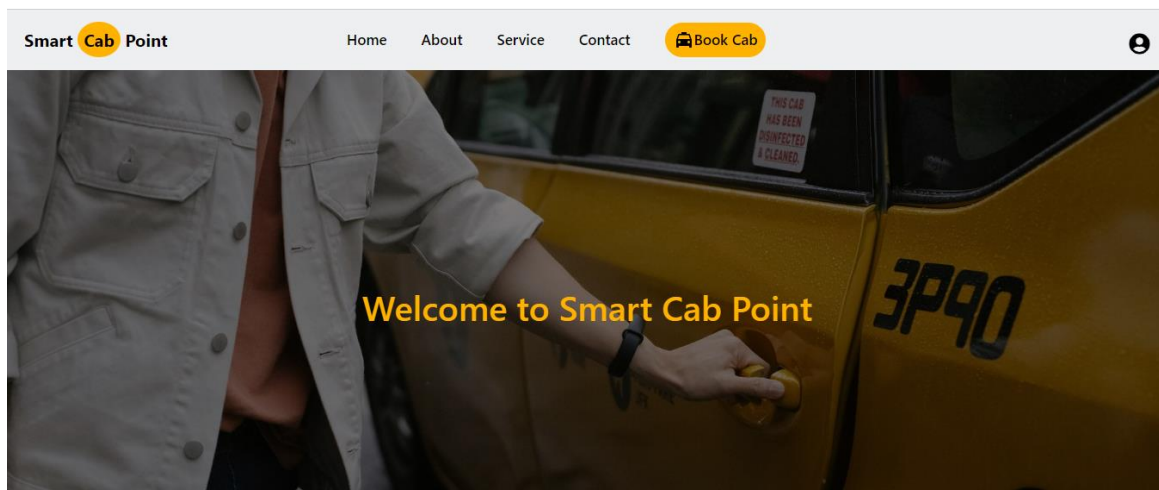 Smart Cab Point
Home About Service Contact Book Cab
THIS CAB
HAS BEEN
DISINFECTED
& CLEANED.
Welcome to Smart Cab Point
3P90